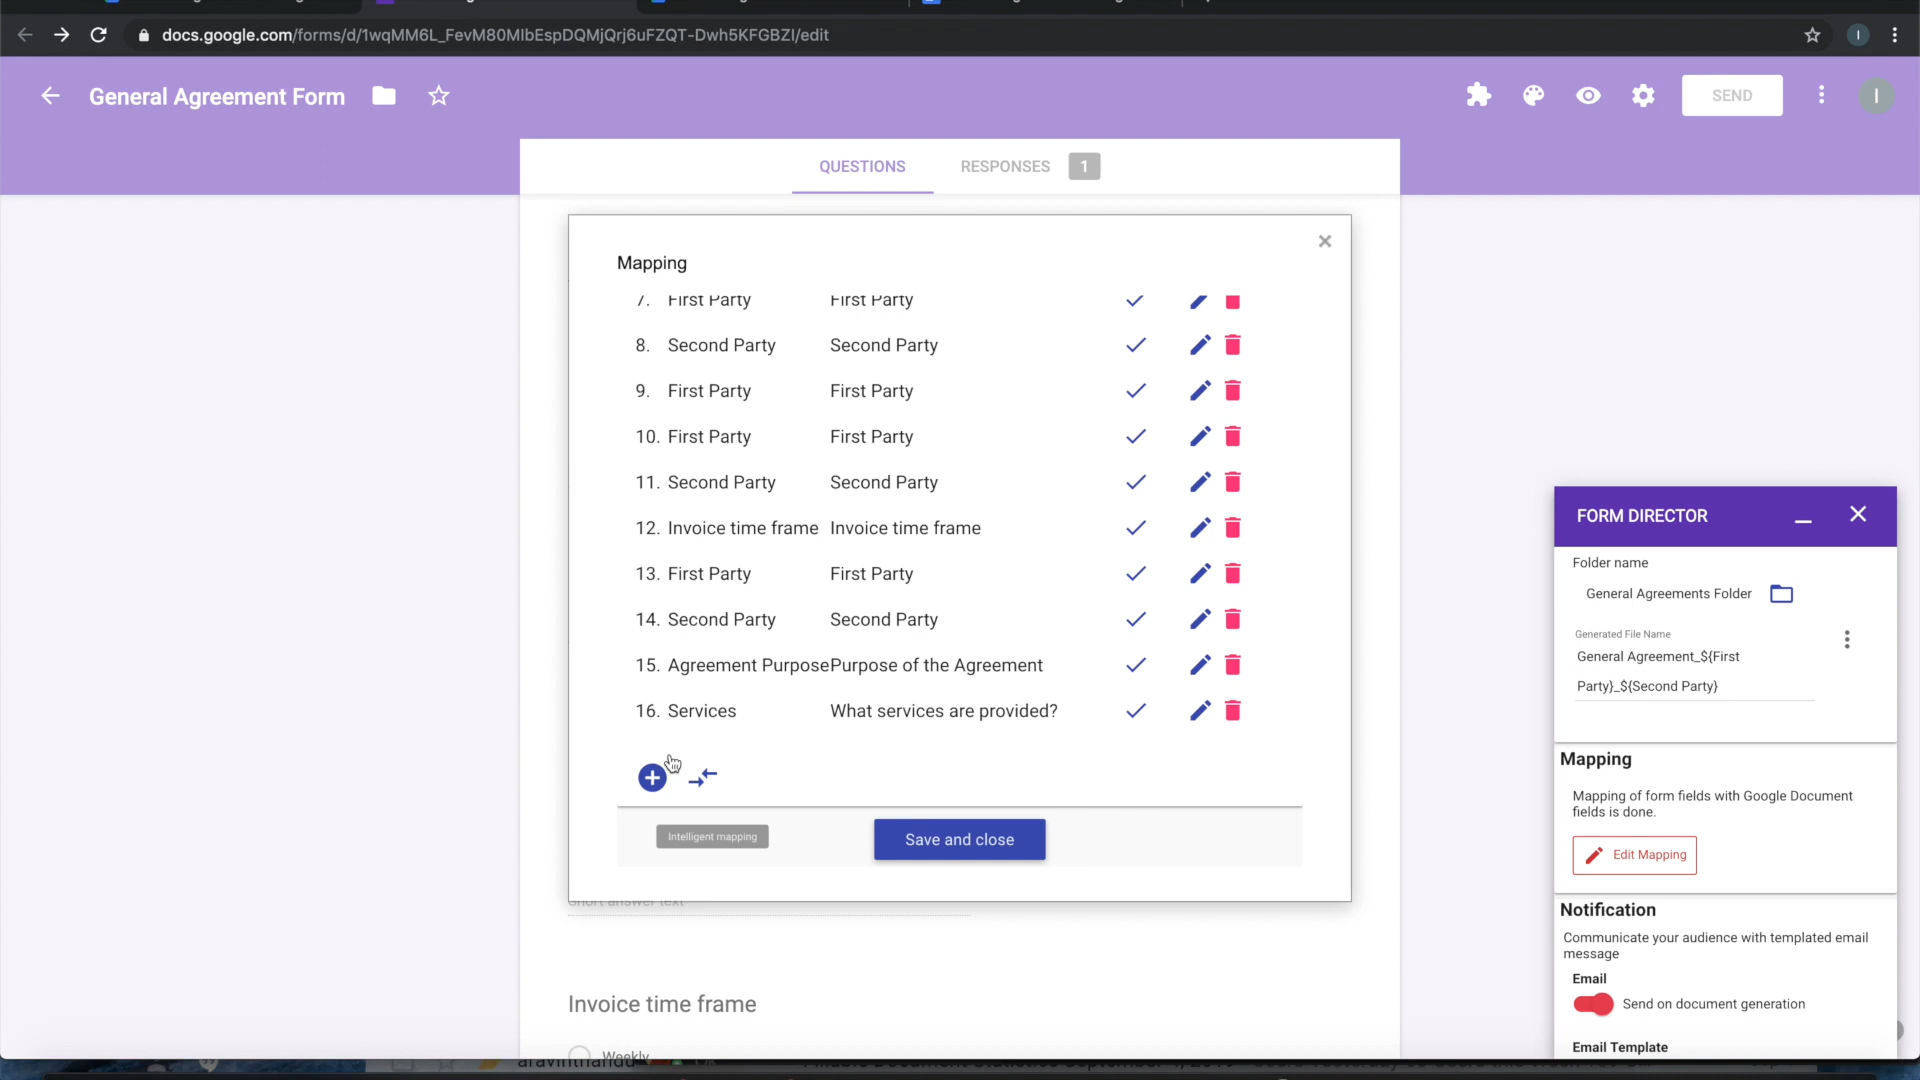 docs.google.com/forms/d/1wqMM6L_FevM80MIbEspDQMjQrj6uFZQT-Dwh5KFGBZI/edit
I
General Agreement Form
SEND
I
QUESTIONS
RESPONSES
1
Mapping
7. First Party First Party
8. Second Party Second Party
9. First Party First Party
10. First Party First Party
11. Second Party Second Party
12. Invoice time frame Invoice time frame
13. First Party First Party
14. Second Party Second Party
15. Agreement Purpose Purpose of the Agreement
16. Services What services are provided?
Intelligent mapping
Save and close
Short answer text
Invoice time frame
Weekly
FORM DIRECTOR
Folder name
General Agreements Folder
Generated File Name
General Agreement_${First
Party}_${Second Party}
Mapping
Mapping of form fields with Google Document
fields is done.
Edit Mapping
Notification
Communicate your audience with templated email
message
Email
Send on document generation
Email Template